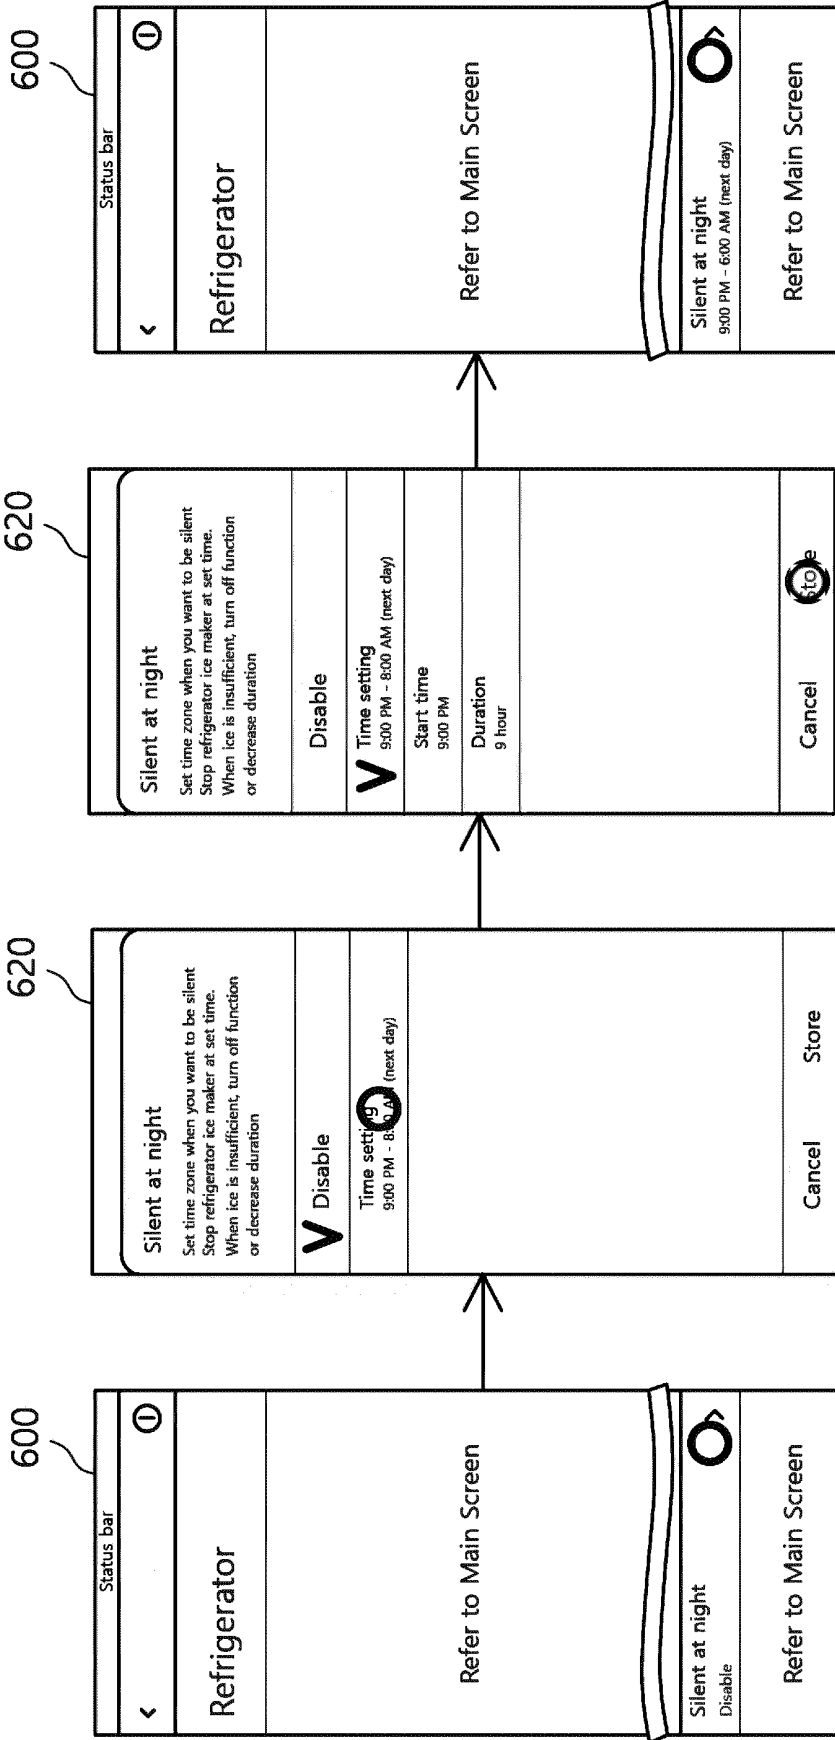 600
Status bar
Refrigerator
Refer to Main Screen
Silent at night
Disable
Refer to Main Screen
620
Silent at night
Set time zone when you want to be silent
Stop refrigerator ice maker at set time.
When ice is insufficient, turn off function
or decrease duration
Disable
Time setting
9:00 PM - 8:00 AM (next day)
Cancel Store
620
Silent at night
Set time zone when you want to be silent
Stop refrigerator ice maker at set time.
When ice is insufficient, turn off function
or decrease duration
Disable
Time setting
9:00 PM - 8:00 AM (next day)
Start time
9:00 PM
Duration
9 hour
Cancel Store
600
Status bar
Refrigerator
Refer to Main Screen
Silent at night
9:00 PM - 6:00 AM (next day)
Refer to Main Screen